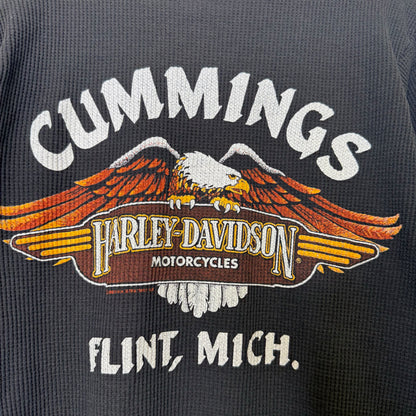 CUMMINGS
HARLEY-DAVIDSON
MOTORCYCLES
FLINT, MICH.